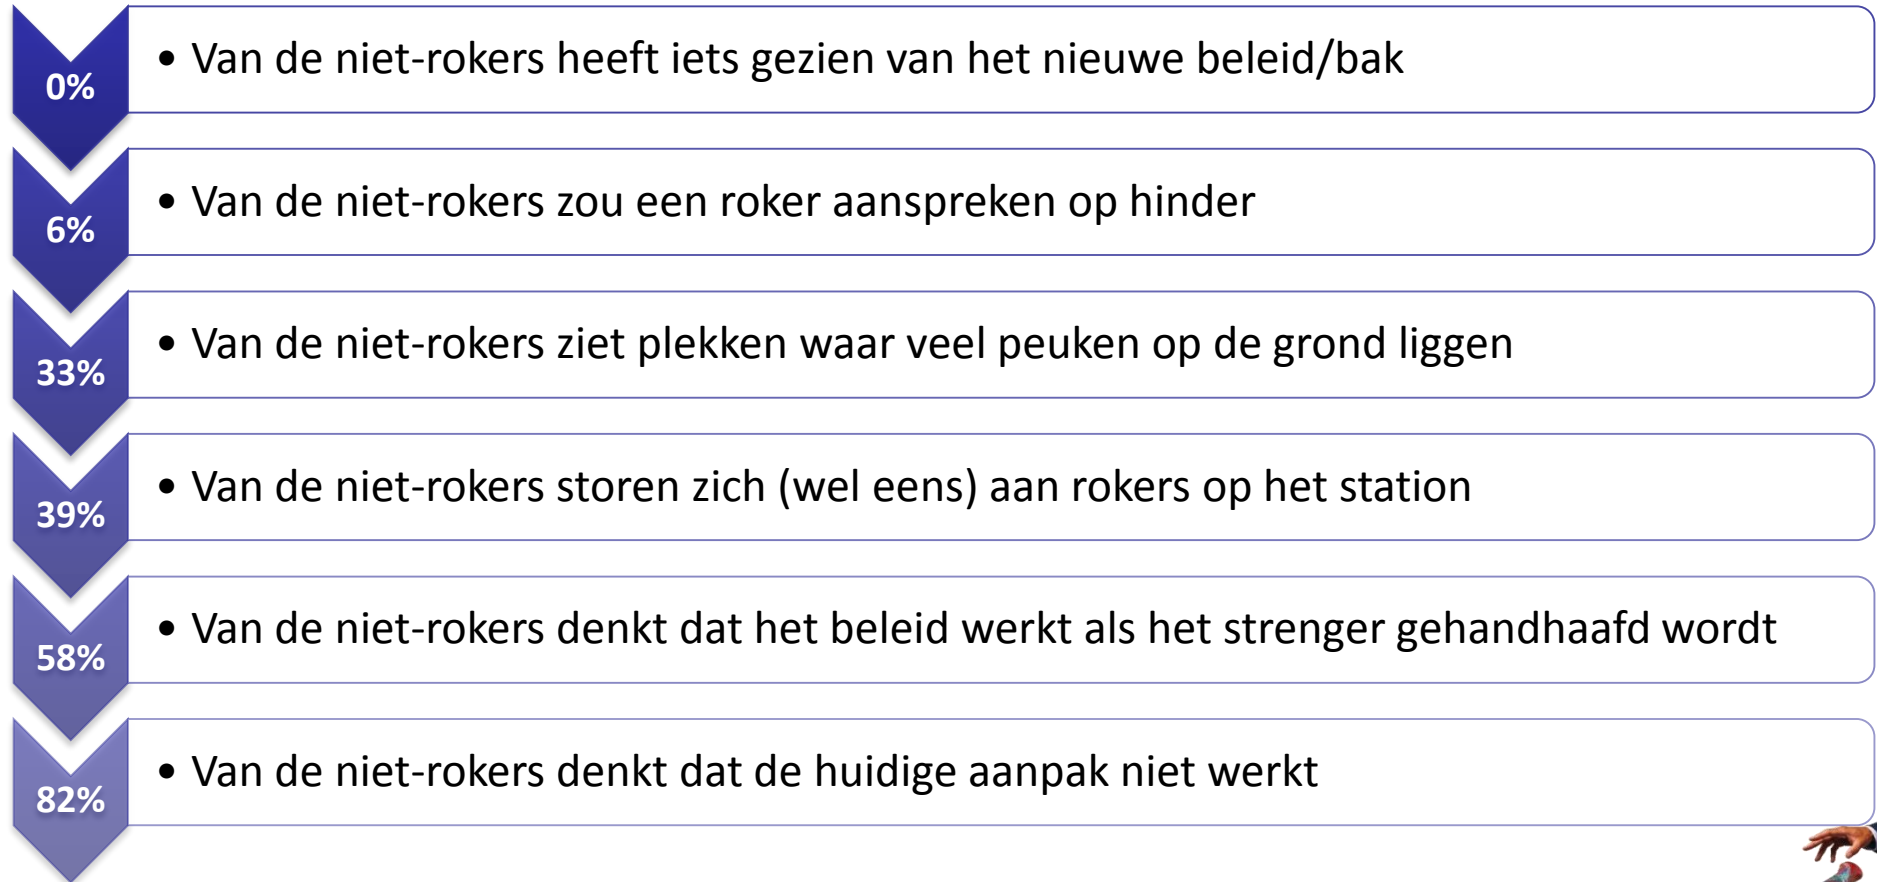 0%
• Van de niet-rokers heeft iets gezien van het nieuwe beleid/bak
6%
• Van de niet-rokers zou een roker aanspreken op hinder
33%
• Van de niet-rokers ziet plekken waar veel peuken op de grond liggen
39%
• Van de niet-rokers storen zich (wel eens) aan rokers op het station
58%
• Van de niet-rokers denkt dat het beleid werkt als het strenger gehandhaafd wordt
82%
• Van de niet-rokers denkt dat de huidige aanpak niet werkt